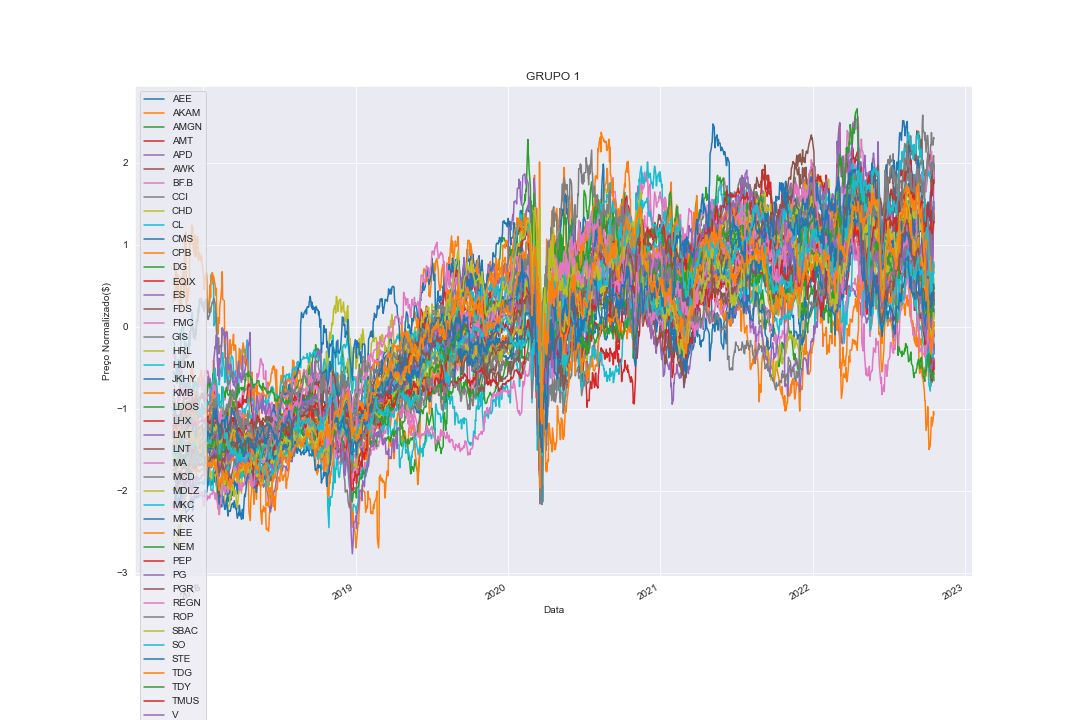 GRUPO 1
AEE
AKAM
AMGN
AMT
APD
AWK
BF.B
CCI
CHD
CL
CMS
CPB
DG
EQIX
ES
FDS
FMC
GIS
HRL
HUM
JKHY
KMB
LDOS
LHX
LMT
LNT
MA
MCD
MDLZ
MKC
MRK
NEE
NEM
PEP
PG
PGR
REGN
ROP
SBAC
SO
STE
TDG
TDY
TMUS
V
Preço Normalizado($)
2
1
0
−1
−2
−3
2019
2020
2021
2022
2023
Data